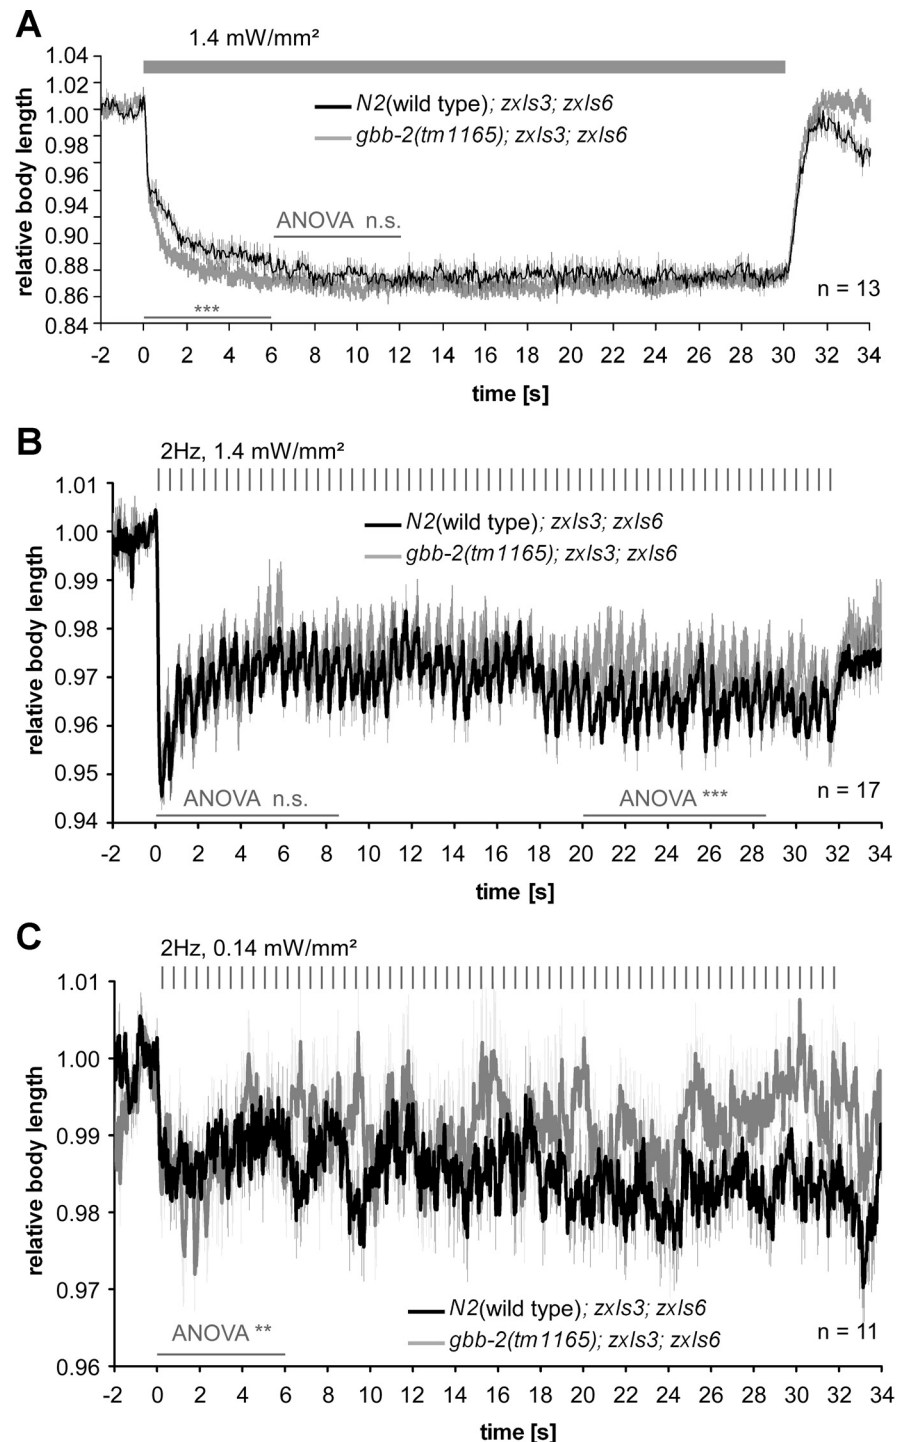 A
1.4 mW/mm²
1.04
1.02
1.00
0.98
0.96
0.94
0.90
0.88
0.86
0.84
relative body length
N2(wild type); zxIs3; zxIs6
gbb-2(tm1165); zxIs3; zxIs6
ANOVA n.s.
***
n = 13
-2 0 2 4 6 8 10 12 14 16 18 20 22 24 26 28 30 32 34
time [s]
B
2Hz, 1.4 mW/mm²
1.01
1.00
0.99
0.98
0.97
0.96
0.95
0.94
relative body length
N2(wild type); zxIs3; zxIs6
gbb-2(tm1165); zxIs3; zxIs6
ANOVA n.s.
ANOVA ***
n = 17
-2 0 2 4 6 8 10 12 14 16 18 20 22 24 26 28 30 32 34
time [s]
C
2Hz, 0.14 mW/mm²
1.01
1.00
0.99
0.98
0.97
0.96
relative body length
N2(wild type); zxIs3; zxIs6
gbb-2(tm1165); zxIs3; zxIs6
ANOVA **
n = 11
-2 0 2 4 6 8 10 12 14 16 18 20 22 24 26 28 30 32 34
time [s]